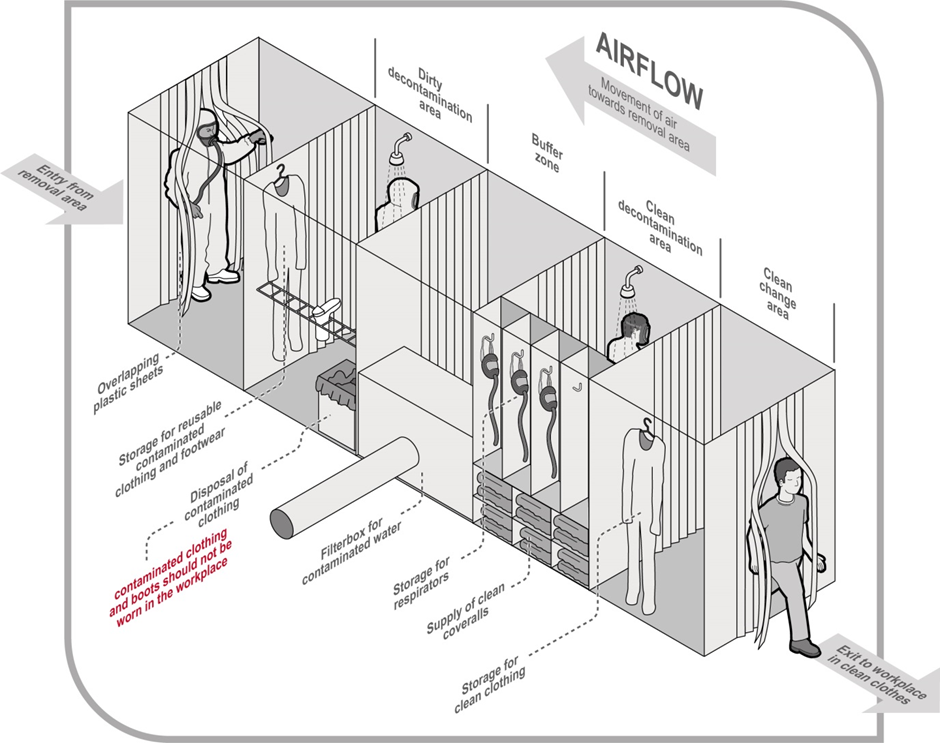 AIRFLOW
Movement of air
towards removal area
Dirty
decontamination
area
Buffer
zone
Clean
decontamination
area
Clean
change
area
Entry from
removal area
Overlapping
plastic sheets
Storage for reusable
contaminated
clothing and footwear
Disposal of
contaminated
clothing
contaminated clothing
and boots should not be
worn in the workplace
Filterbox for
contaminated water
Storage for
respirators
Supply of clean
coveralls
Storage for
clean clothing
Exit to workplace
in clean clothes